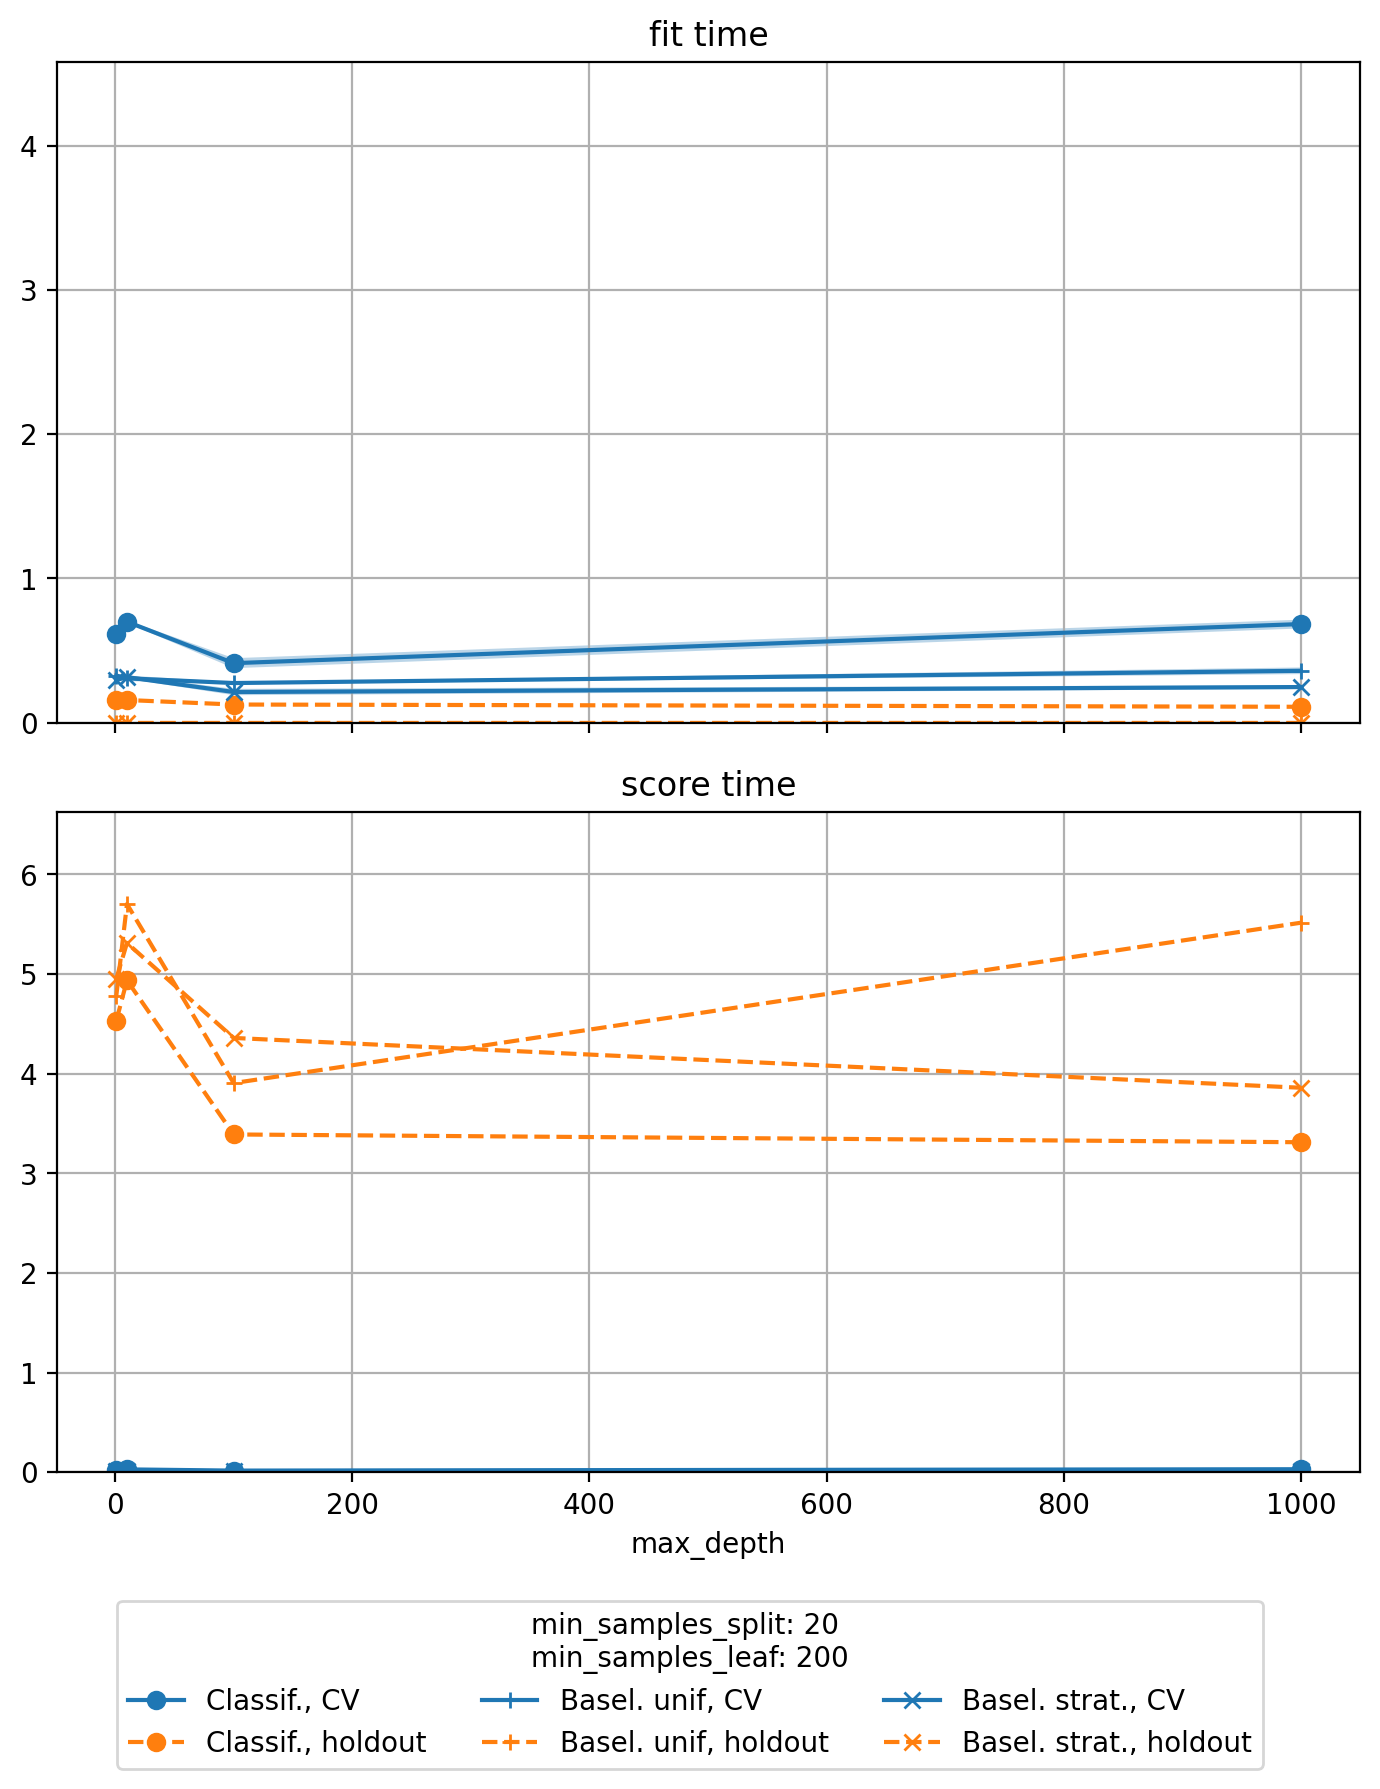 fit time
4
3
2
1
0
score time
6
5
4
3
2
1
0
0 200 400 600 800 1000
max_depth
min_samples_split: 20
min_samples_leaf: 200
Classif., CV Basel. unif, CV Basel. strat., CV
Classif., holdout Basel. unif, holdout Basel. strat., holdout